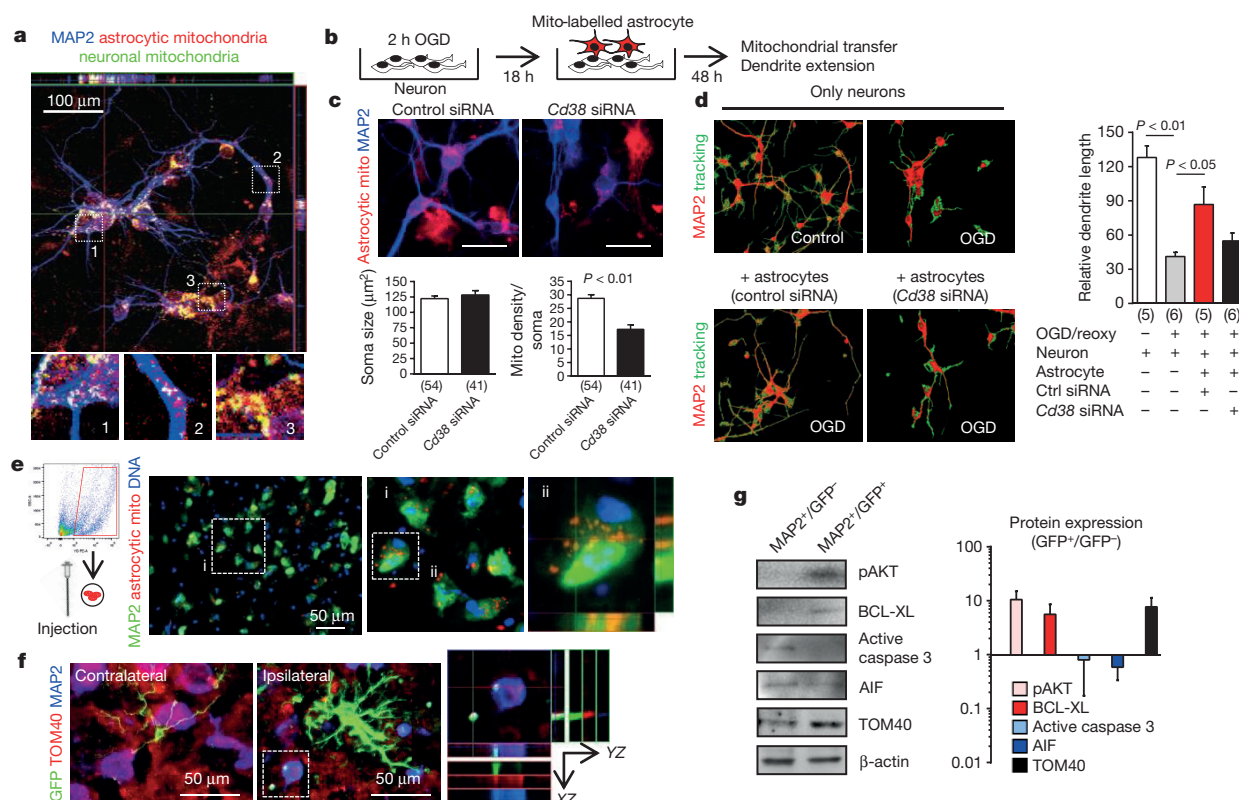 a
MAP2 astrocytic mitochondria
neuronal mitochondria
100 μm
1
2
3
1
2
3
b
2 h OGD
Neuron
18 h
Mito-labelled astrocyte
48 h
Mitochondrial transfer
Dendrite extension
c
Control siRNA
Cd38 siRNA
Astrocytic mito MAP2
Soma size (μm²)
150
125
100
75
50
25
0
(54)
(41)
Control siRNA
Cd38 siRNA
Mito density/
soma
P < 0.01
40
30
20
10
0
(54)
(41)
Control siRNA
Cd38 siRNA
d
Only neurons
MAP2 tracking
Control
OGD
+ astrocytes
(control siRNA)
+ astrocytes
(Cd38 siRNA)
MAP2 tracking
OGD
OGD
Relative dendrite length
150
120
90
60
30
0
P < 0.01
P < 0.05
(5) (6) (5) (6)
OGD/reoxy – + + +
Neuron + + + +
Astrocyte – – + +
Ctrl siRNA – – + –
Cd38 siRNA – – – +
e
Injection
MAP2 astrocytic mito DNA
i
50 μm
i
ii
ii
f
GFP TOM40 MAP2
Contralateral
50 μm
Ipsilateral
50 μm
YZ
YZ
g
MAP2⁺/GFP⁻
MAP2⁺/GFP⁺
pAKT
BCL-XL
Active
caspase 3
AIF
TOM40
β-actin
Protein expression
(GFP⁺/GFP⁻)
100
10
1
0.1
0.01
pAKT
BCL-XL
Active caspase 3
AIF
TOM40